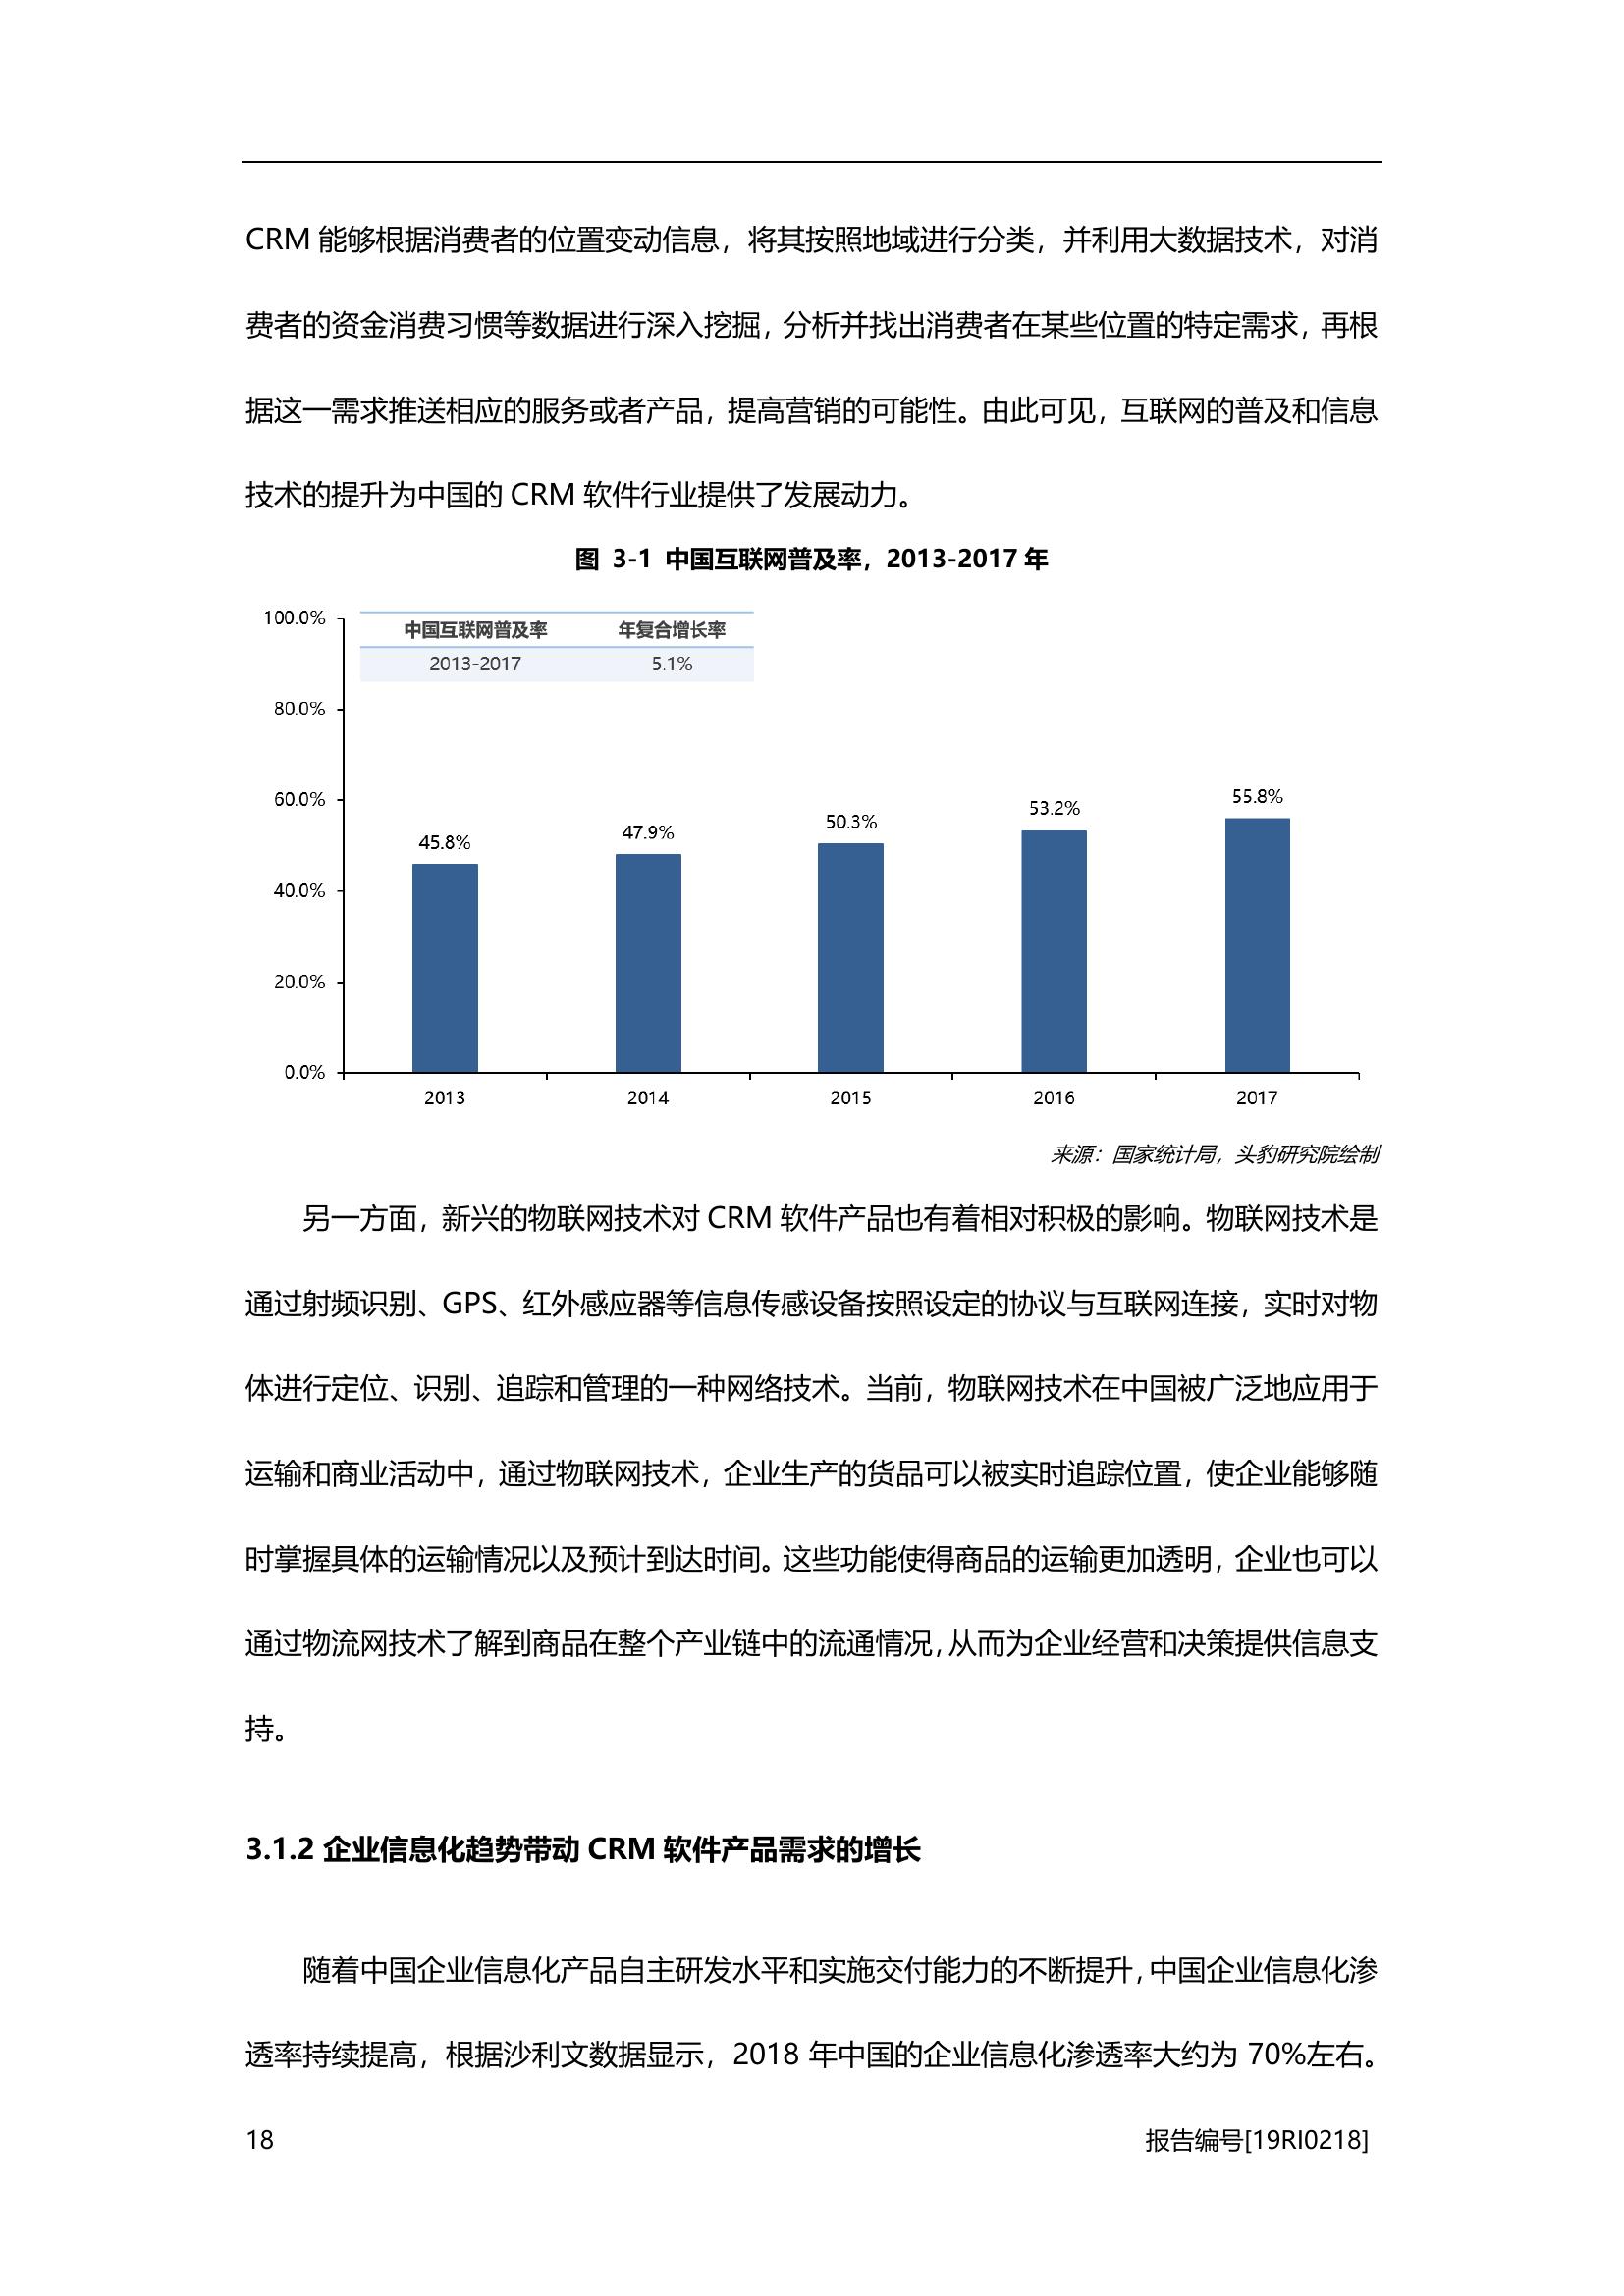 CRM 能够根据消费者的位置变动信息，将其按照地域进行分类，并利用大数据技术，对消
费者的资金消费习惯等数据进行深入挖掘，分析并找出消费者在某些位置的特定需求，再根
据这一需求推送相应的服务或者产品，提高营销的可能性。由此可见，互联网的普及和信息
技术的提升为中国的 CRM 软件行业提供了发展动力。
图 3-1 中国互联网普及率，2013-2017 年
中国互联网普及率 年复合增长率
2013-2017 5.1%
100.0%
80.0%
60.0%
40.0%
20.0%
0.0%
45.8%
47.9%
50.3%
53.2%
55.8%
2013 2014 2015 2016 2017
来源：国家统计局，头豹研究院绘制
另一方面，新兴的物联网技术对 CRM 软件产品也有着相对积极的影响。物联网技术是
通过射频识别、GPS、红外感应器等信息传感设备按照设定的协议与互联网连接，实时对物
体进行定位、识别、追踪和管理的一种网络技术。当前，物联网技术在中国被广泛地应用于
运输和商业活动中，通过物联网技术，企业生产的货品可以被实时追踪位置，使企业能够随
时掌握具体的运输情况以及预计到达时间。这些功能使得商品的运输更加透明，企业也可以
通过物流网技术了解到商品在整个产业链中的流通情况，从而为企业经营和决策提供信息支
持。
3.1.2 企业信息化趋势带动 CRM 软件产品需求的增长
随着中国企业信息化产品自主研发水平和实施交付能力的不断提升，中国企业信息化渗
透率持续提高，根据沙利文数据显示，2018 年中国的企业信息化渗透率大约为 70%左右。
18 报告编号[19RI0218]